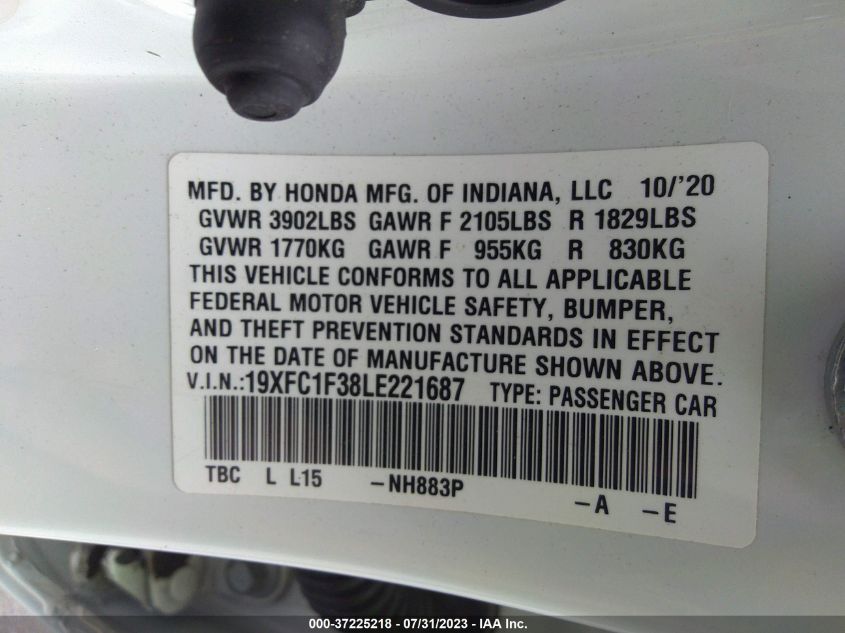 MFD. BY HONDA MFG. OF INDIANA, LLC 10/'20
GVWR 3902LBS GAWR F 2105LBS R 1829LBS
GVWR 1770KG GAWR F 955KG R 830KG
THIS VEHICLE CONFORMS TO ALL APPLICABLE
FEDERAL MOTOR VEHICLE SAFETY, BUMPER,
AND THEFT PREVENTION STANDARDS IN EFFECT
ON THE DATE OF MANUFACTURE SHOWN ABOVE.
V.I.N.:19XFC1F38LE221687 TYPE: PASSENGER CAR
TBC L L15 -NH883P -A -E
000-37225218 - 07/31/2023 - IAA Inc.